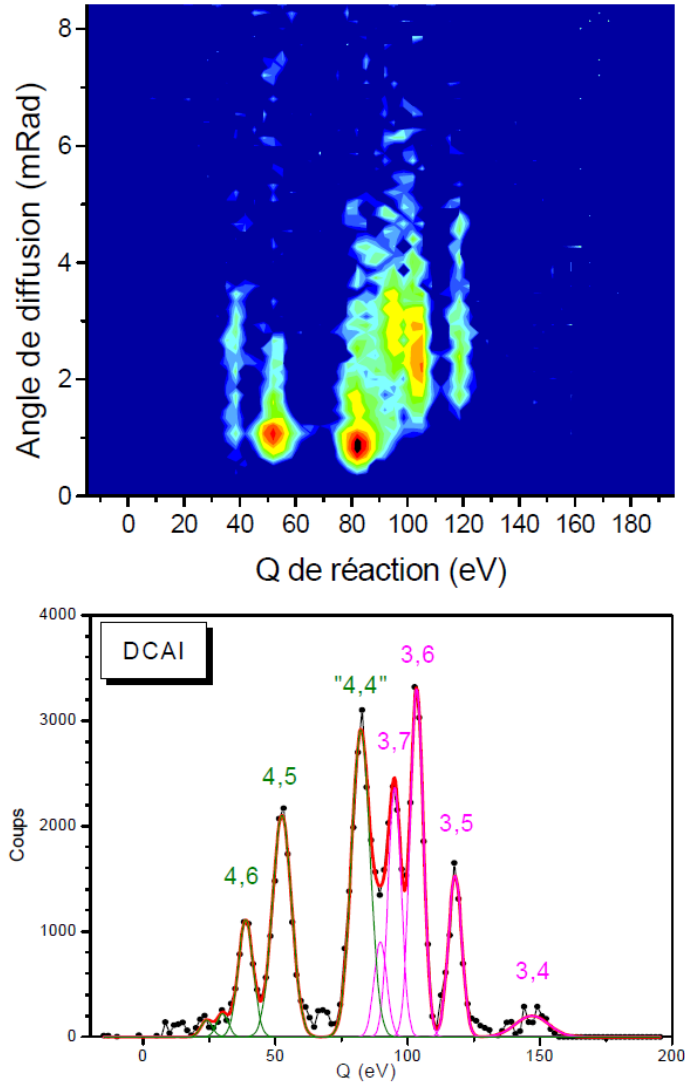 8
6
4
2
0
Angle de diffusion (mRad)
0 20 40 60 80 100 120 140 160 180
Q de réaction (eV)
4000
3000
2000
1000
0
Coups
DCAI
3,6
"4,4"
3,7
4,5
3,5
4,6
3,4
0 50 100 150 200
Q (eV)